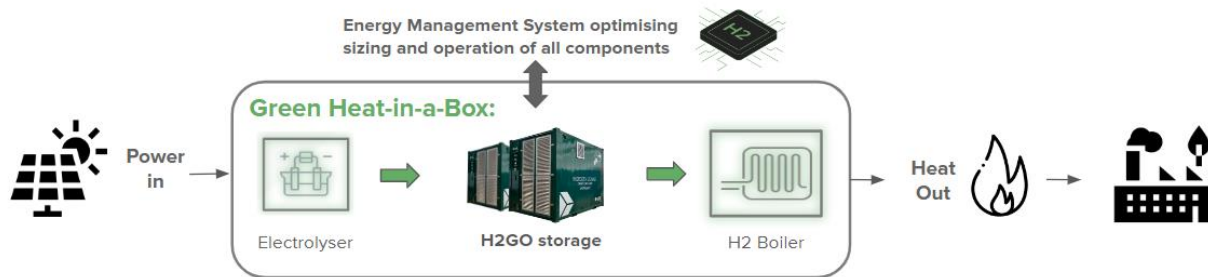 Energy Management System optimising
sizing and operation of all components
H2
Green Heat-in-a-Box:
Power
in
+ −
Electrolyser
H2GO storage
H2 Boiler
Heat
Out